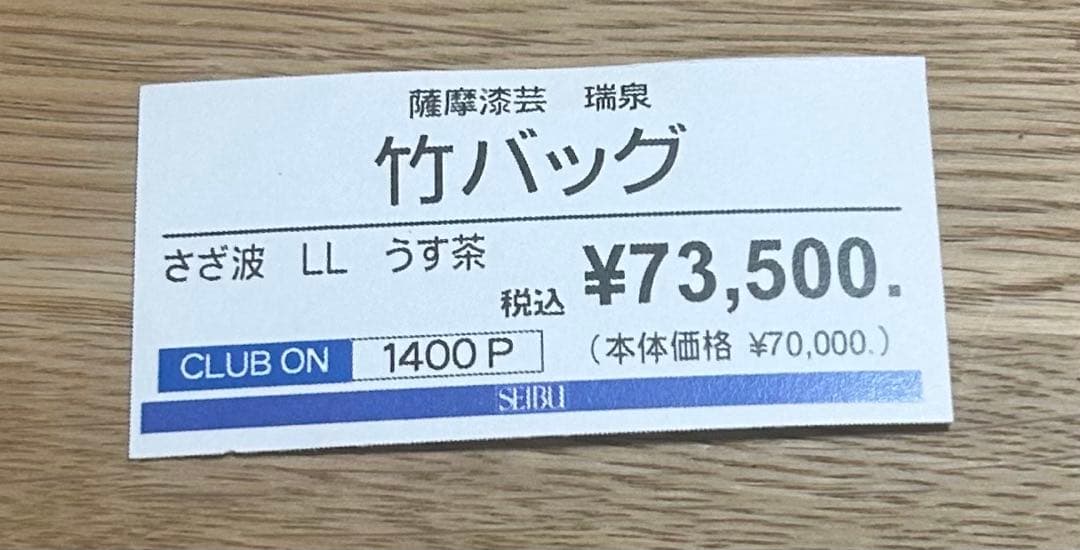 薩摩漆芸　瑞泉
竹バッグ
さざ波　LL　うす茶
税込 ¥73,500.
CLUB ON 1400P
（本体価格 ¥70,000.）
SEIBU